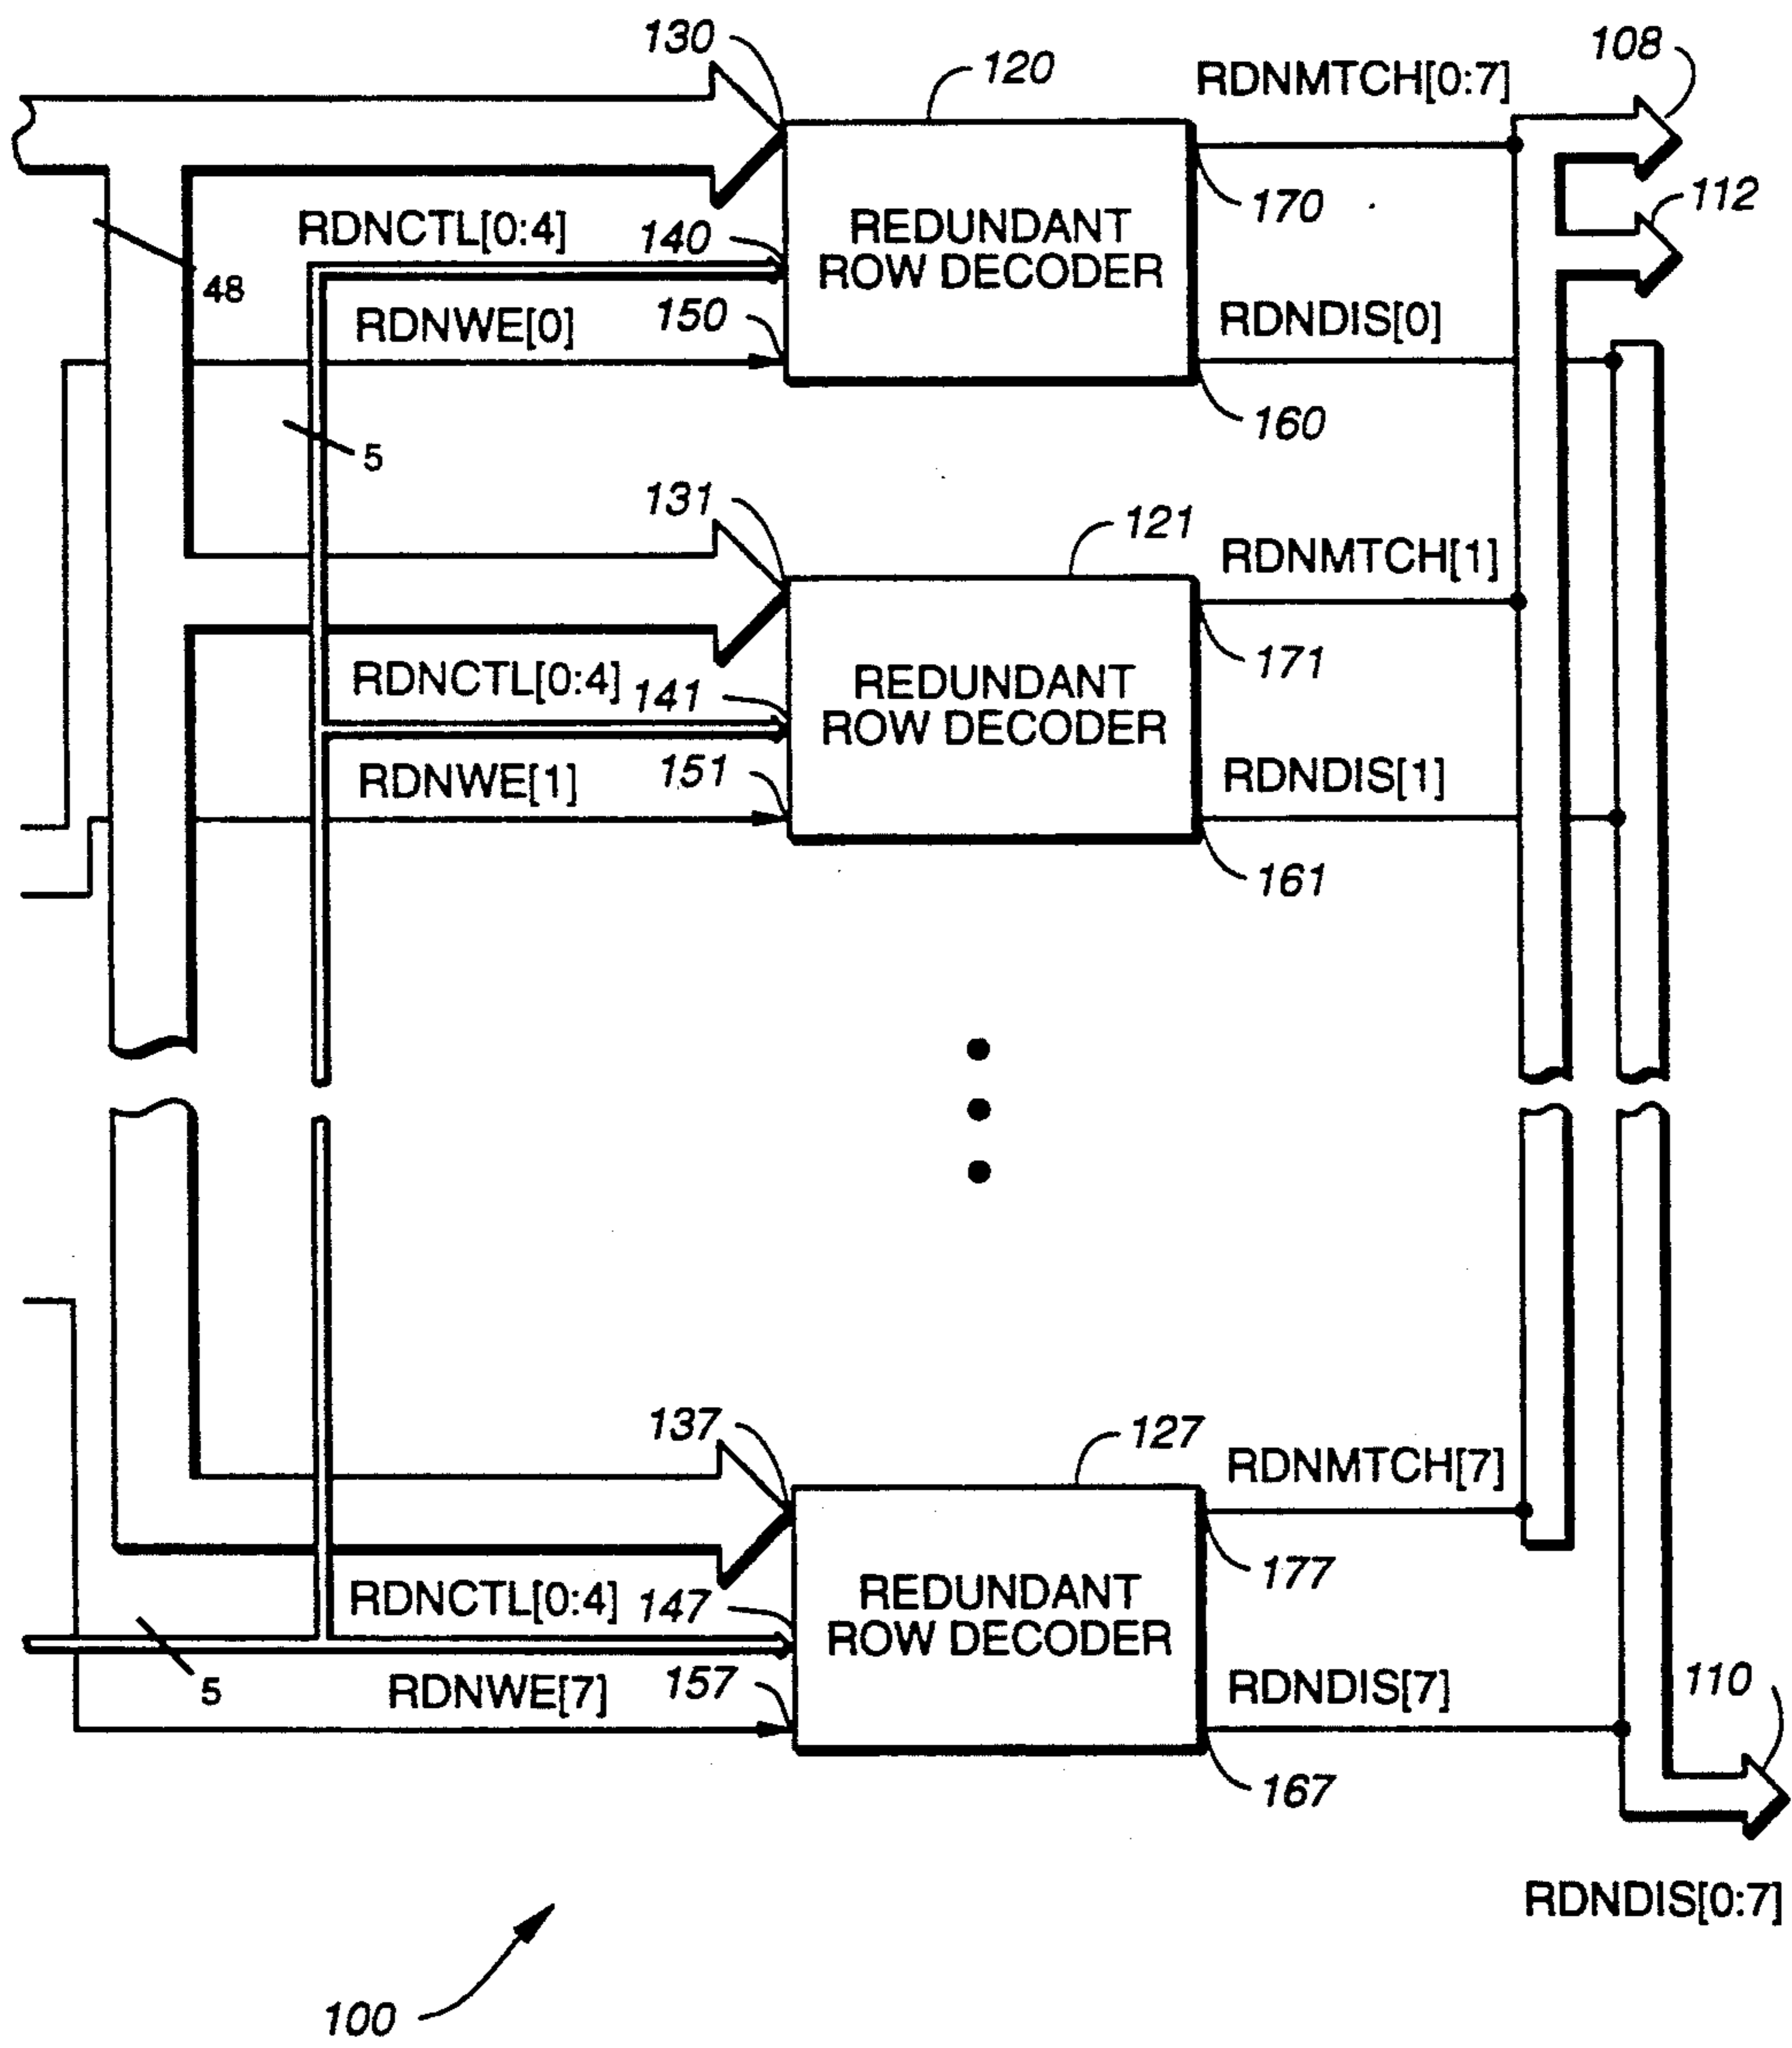 130
120
RDNMTCH[0:7]
108
170
112
RDNCTL[0:4]
140
REDUNDANT
ROW DECODER
48
RDNWE[0]
150
RDNDIS[0]
160
5
131
121
RDNMTCH[1]
171
RDNCTL[0:4]
141
REDUNDANT
ROW DECODER
RDNWE[1]
151
RDNDIS[1]
161
137
127
RDNMTCH[7]
177
RDNCTL[0:4]
147
REDUNDANT
ROW DECODER
5
RDNWE[7]
157
RDNDIS[7]
110
167
RDNDIS[0:7]
100